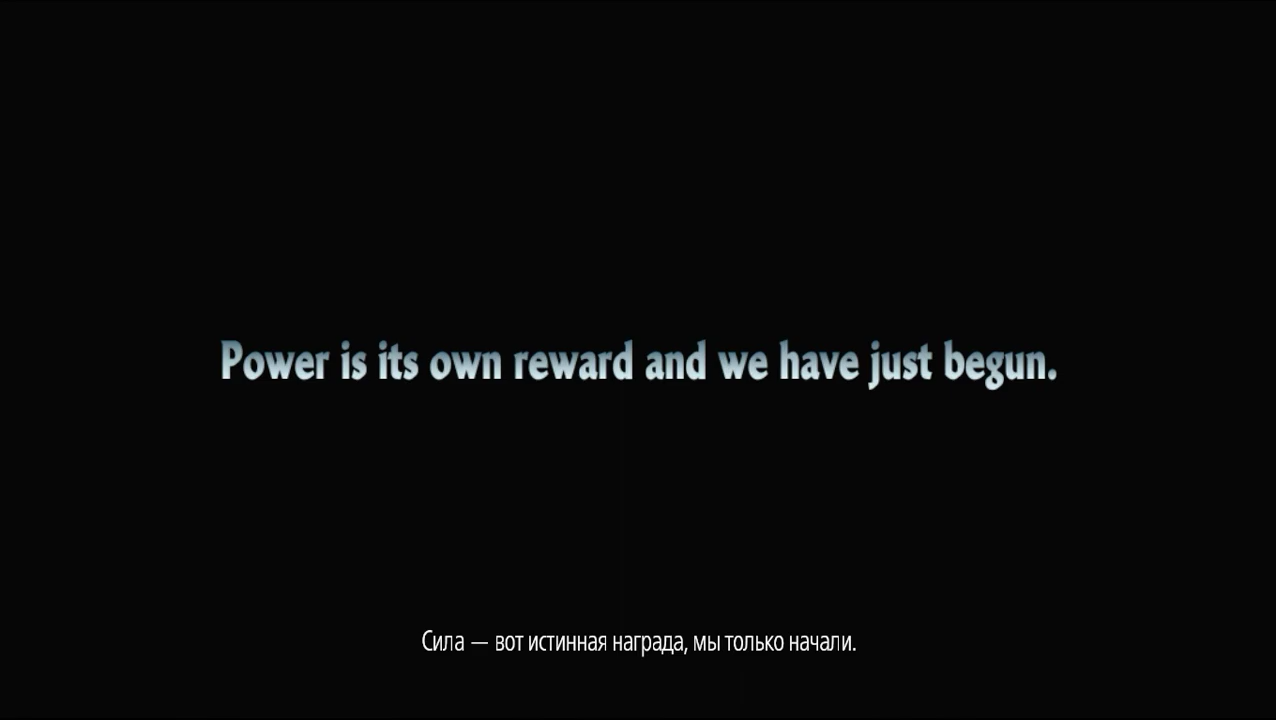 Power is its own reward and we have just begun.
Сила — вот истинная награда, мы только начали.